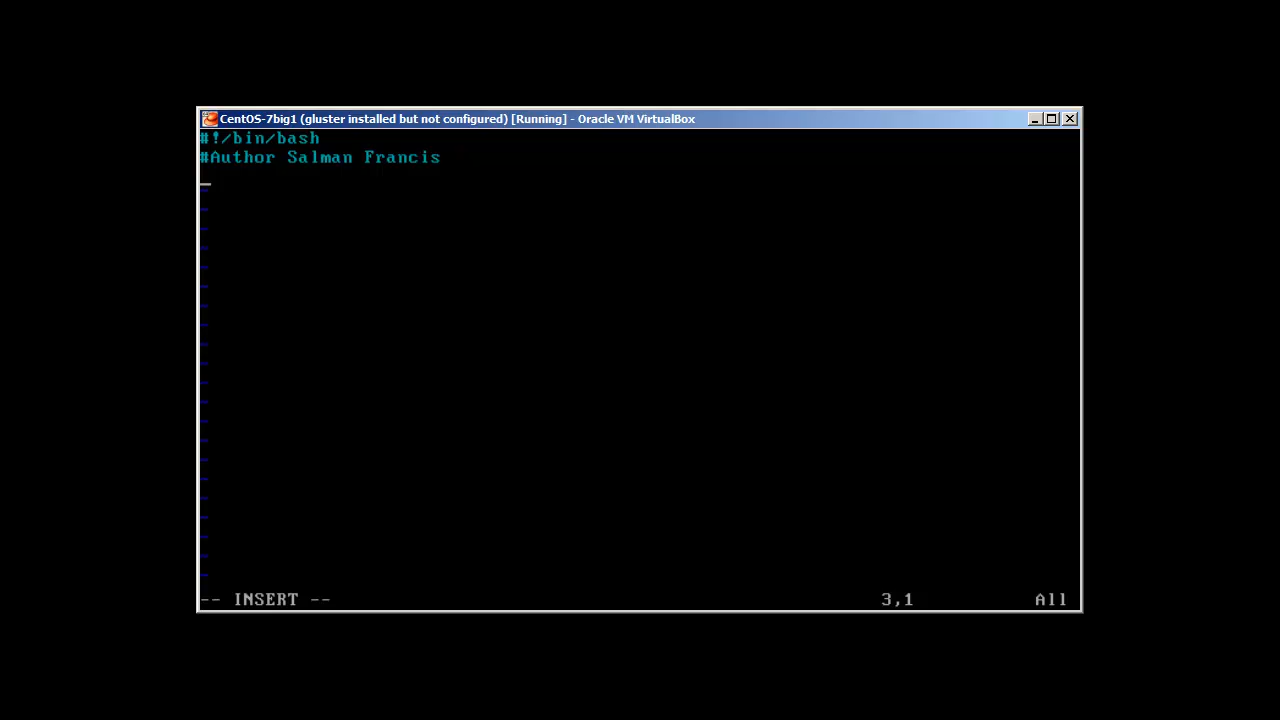 CentOS-7big1 (gluster installed but not configured) [Running] - Oracle VM VirtualBox
#!/bin/bash
#Author Salman Francis
-- INSERT -- 3,1 All